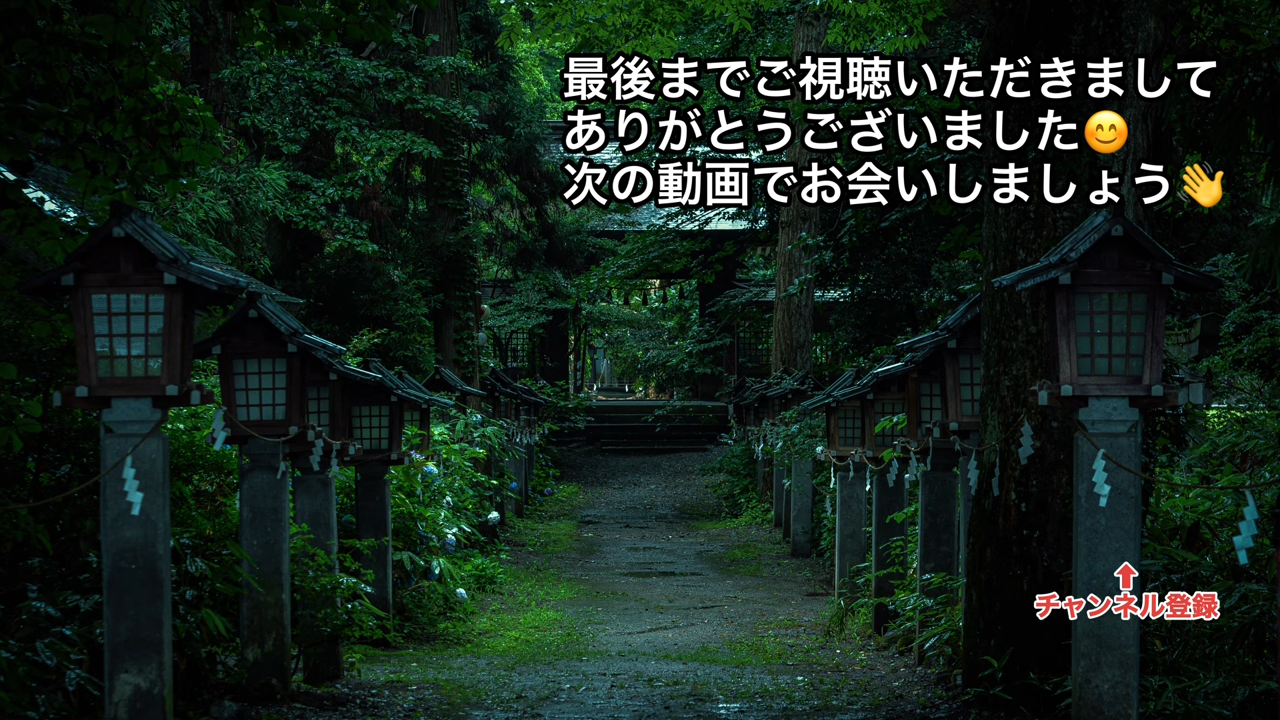 最後までご視聴いただきまして
ありがとうございました😊
次の動画でお会いしましょう👋
チャンネル登録